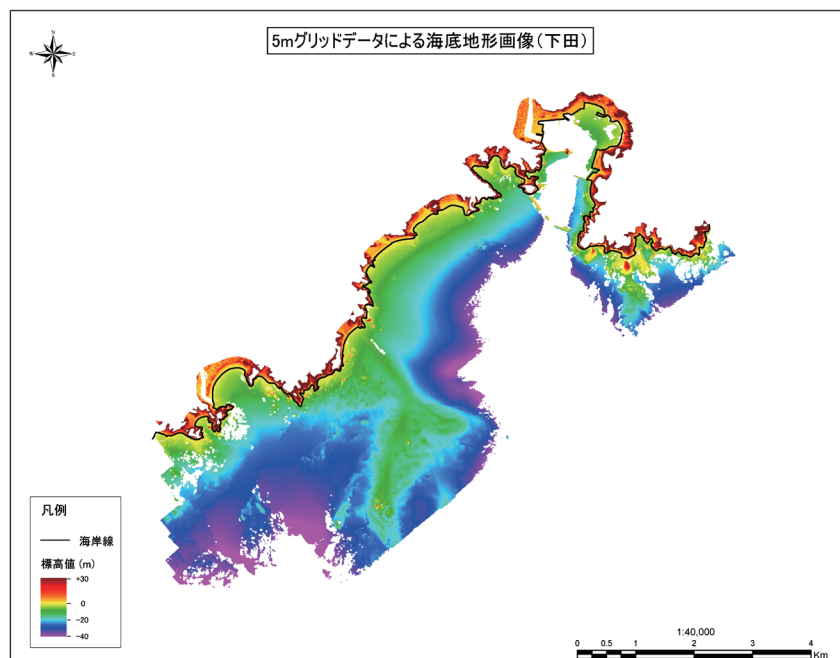 5mグリッドデータによる海底地形画像(下田)
N
W
E
S
凡例
海岸線
標高値 (m)
+30
0
-20
-40
1:40,000
0 0.5 1 2 3 4
Km